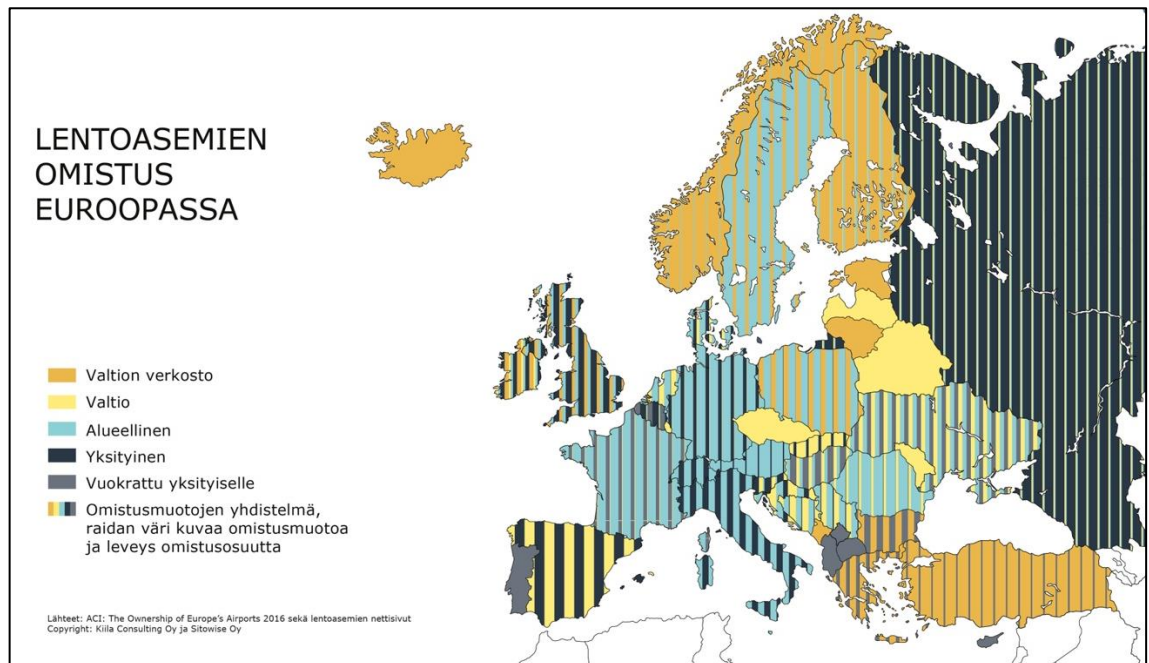 LENTOASEMIEN
OMISTUS
EUROOPASSA
Valtion verkosto
Valtio
Alueellinen
Yksityinen
Vuokrattu yksityiselle
Omistusmuotojen yhdistelmä,
raidan väri kuvaa omistusmuotoa
ja leveys omistusosuutta
Lähteet: ACI: The Ownership of Europe's Airports 2016 sekä lentoasemien nettisivut
Copyright: Kiila Consulting Oy ja Sitowise Oy